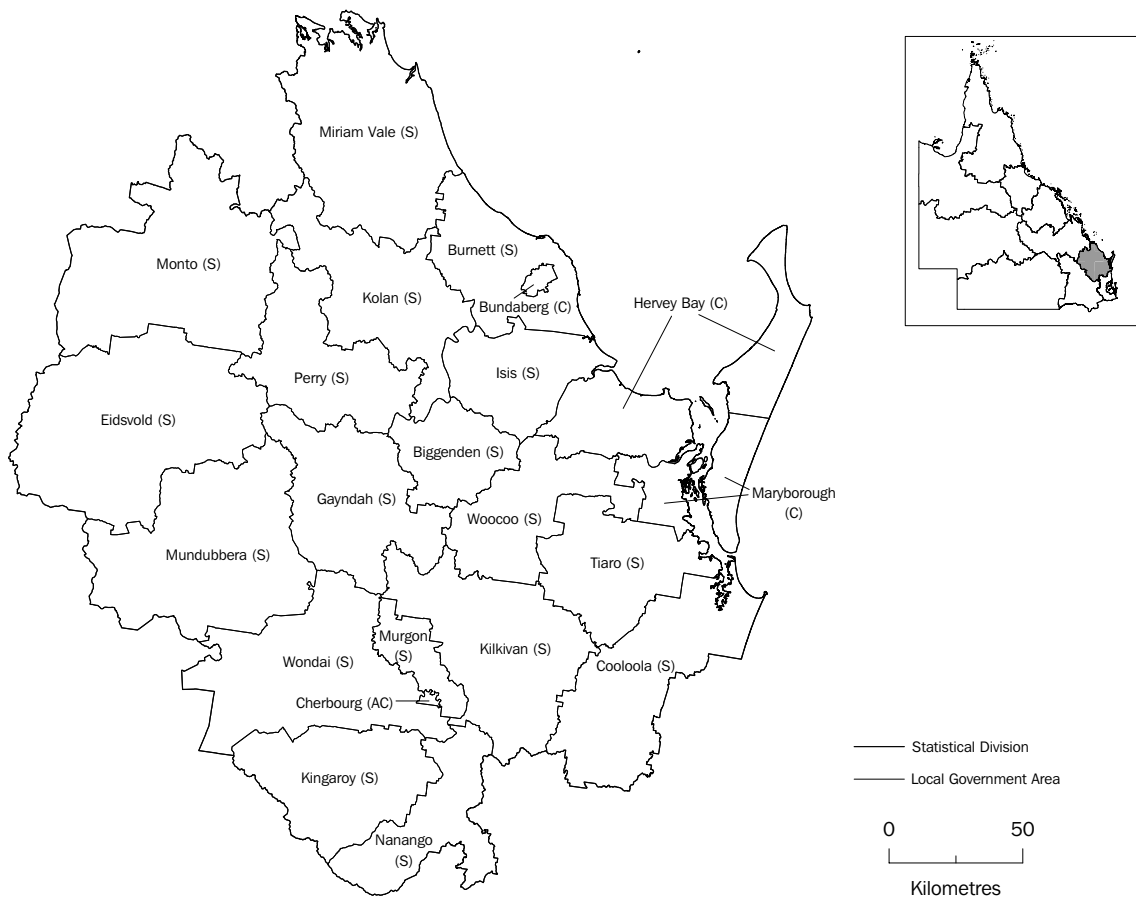 Miriam Vale (S)
Burnett (S)
Monto (S)
Kolan (S)
Bundaberg (C)
Hervey Bay (C)
Perry (S)
Isis (S)
Eidsvold (S)
Biggenden (S)
Gayndah (S)
Maryborough
(C)
Woocoo (S)
Mundubbera (S)
Tiaro (S)
Murgon
(S)
Kilkivan (S)
Wondai (S)
Cooloola (S)
Cherbourg (AC)
Kingaroy (S)
Nanango
(S)
Statistical Division
Local Government Area
0 50
Kilometres